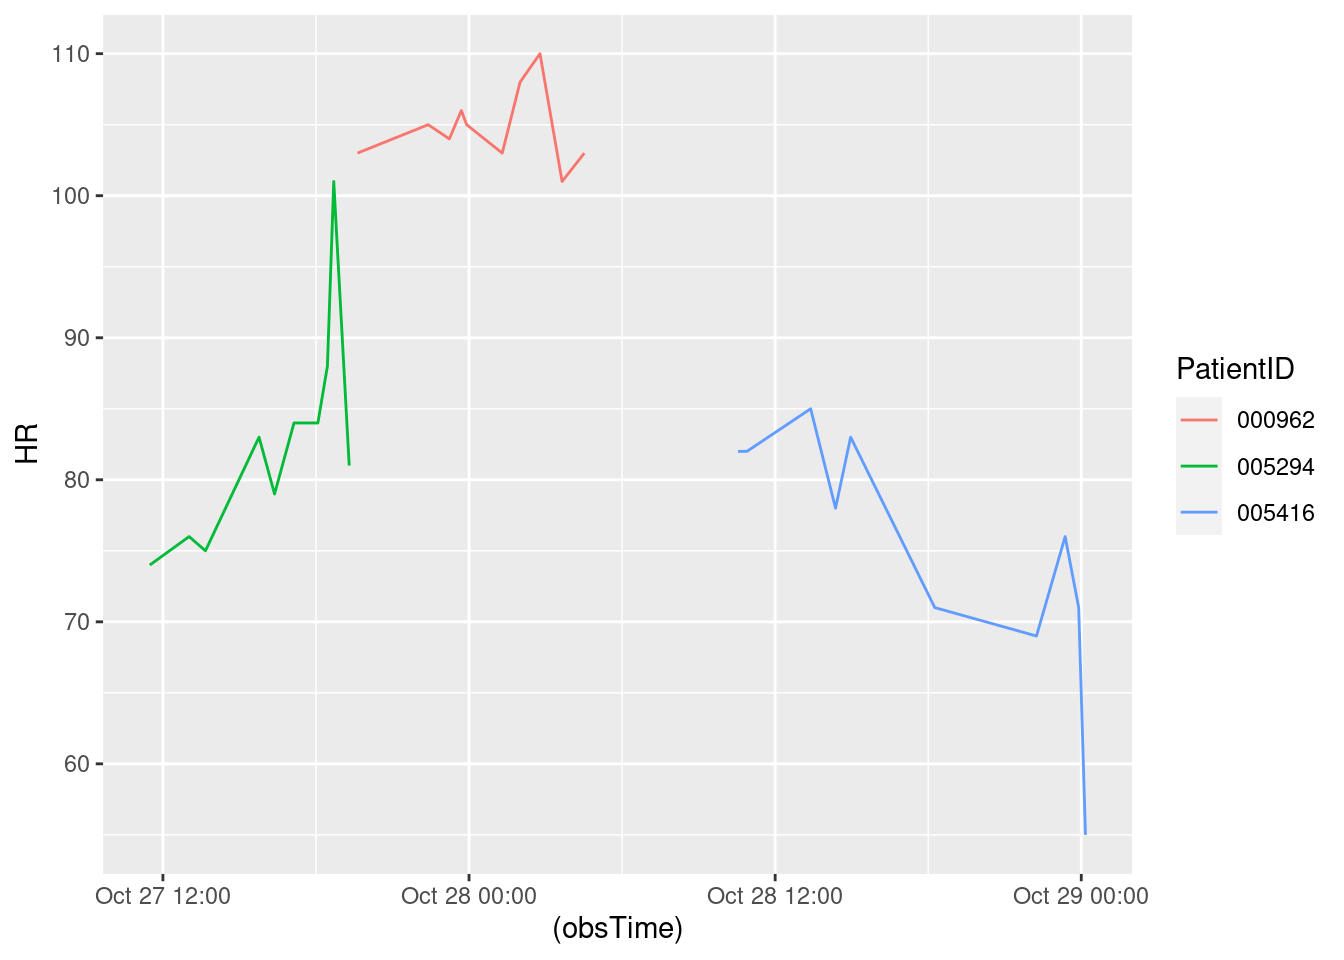 110
100
90
80
70
60
HR
Oct 27 12:00
Oct 28 00:00
Oct 28 12:00
Oct 29 00:00
(obsTime)
PatientID
000962
005294
005416